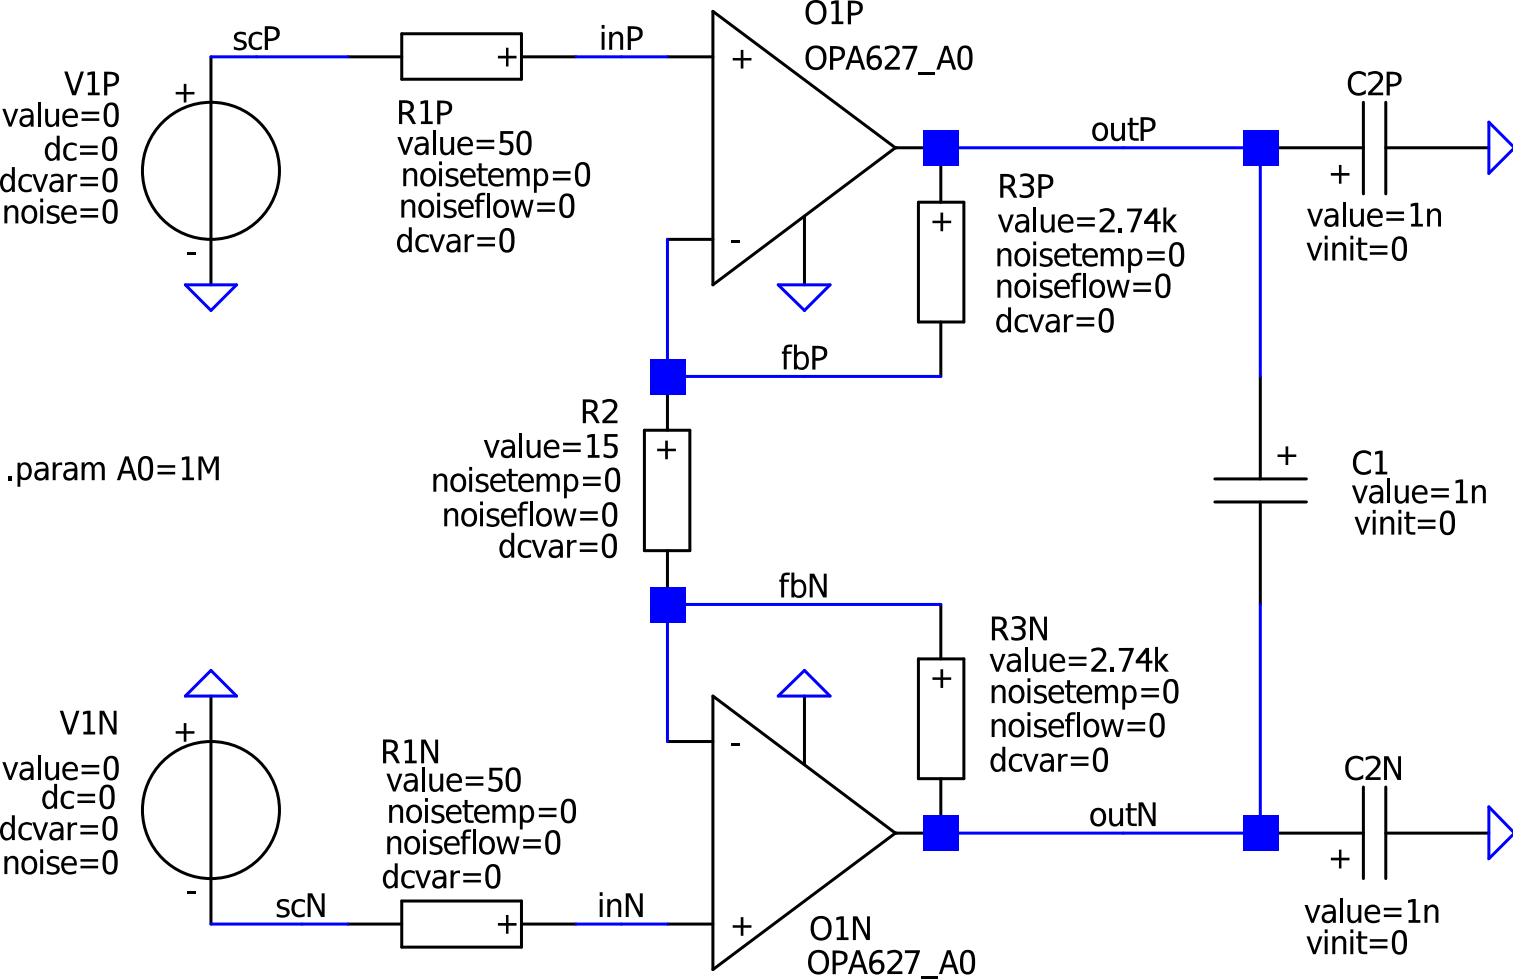 scP
inP
O1P
OPA627_A0
+
+
-
V1P
value=0
dc=0
dcvar=0
noise=0
+
-
R1P
value=50
noisetemp=0
noiseflow=0
dcvar=0
outP
C2P
+
value=1n
vinit=0
+
R3P
value=2.74k
noisetemp=0
noiseflow=0
dcvar=0
fbP
.param A0=1M
R2
value=15
noisetemp=0
noiseflow=0
dcvar=0
+
+
C1
value=1n
vinit=0
fbN
R3N
value=2.74k
noisetemp=0
noiseflow=0
dcvar=0
+
V1N
value=0
dc=0
dcvar=0
noise=0
+
-
R1N
value=50
noisetemp=0
noiseflow=0
dcvar=0
-
outN
C2N
+
value=1n
vinit=0
scN
+
inN
+
O1N
OPA627_A0